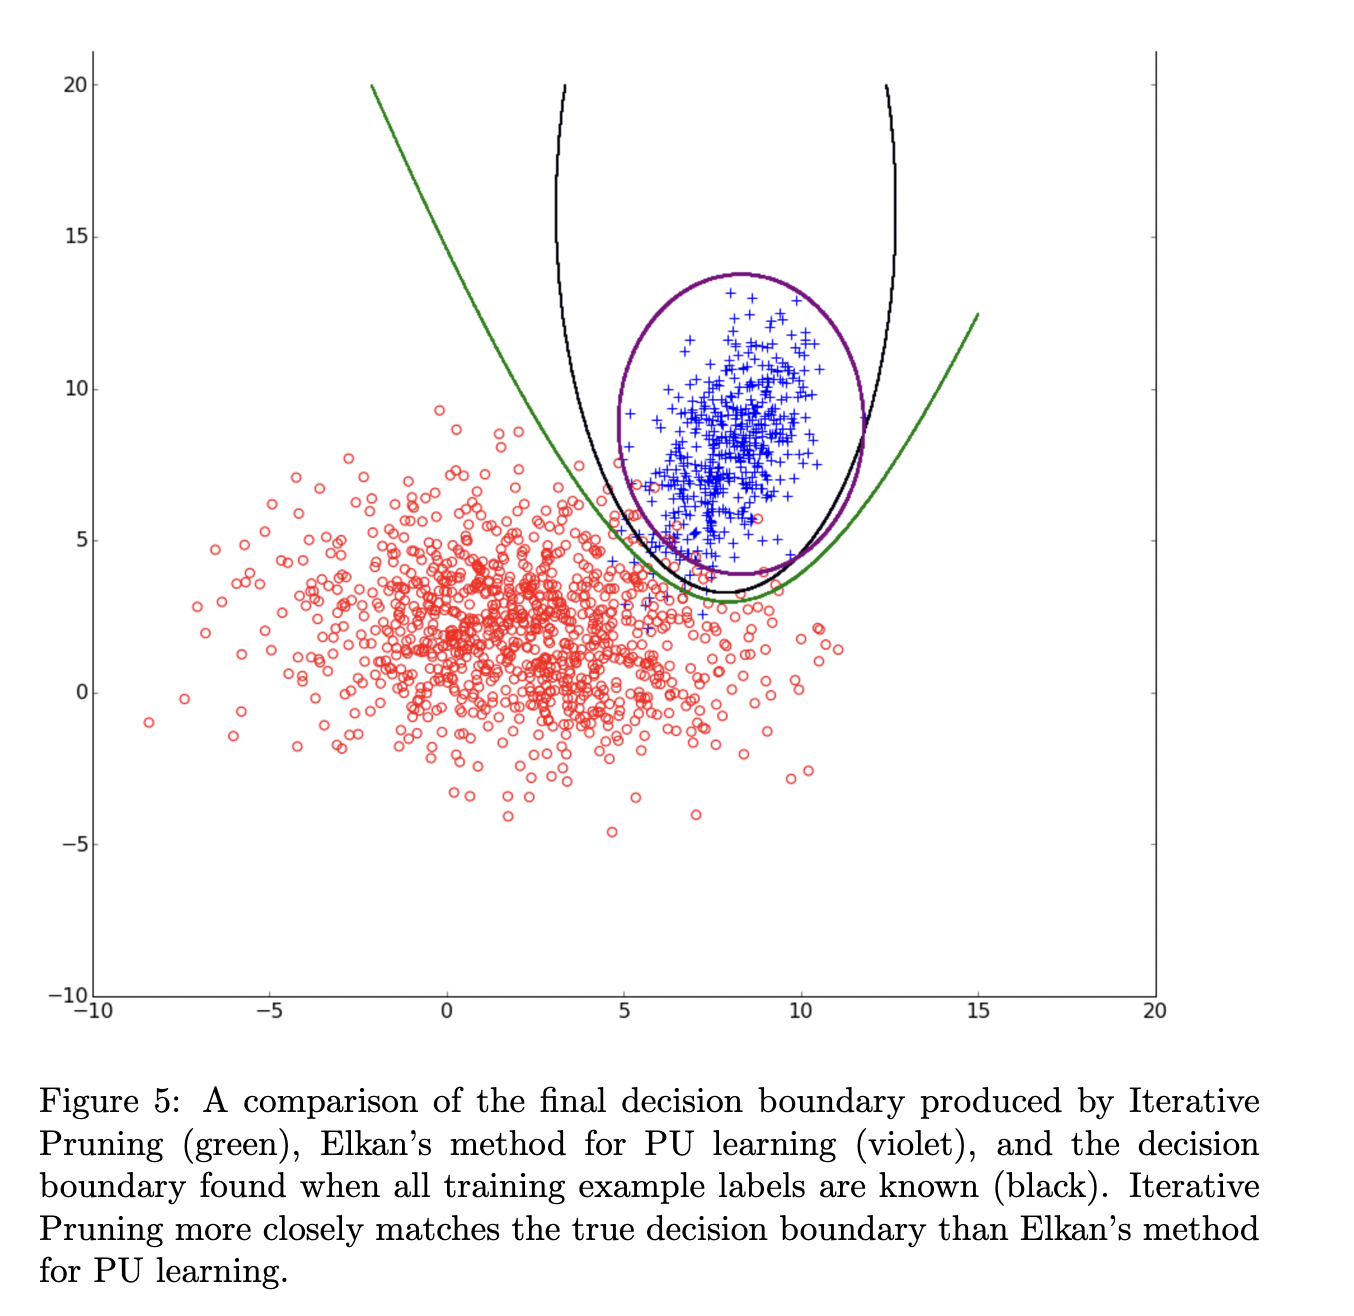 20
15
10
5
0
−5
−10
−10 −5 0 5 10 15 20
Figure 5: A comparison of the final decision boundary produced by Iterative
Pruning (green), Elkan's method for PU learning (violet), and the decision
boundary found when all training example labels are known (black). Iterative
Pruning more closely matches the true decision boundary than Elkan's method
for PU learning.